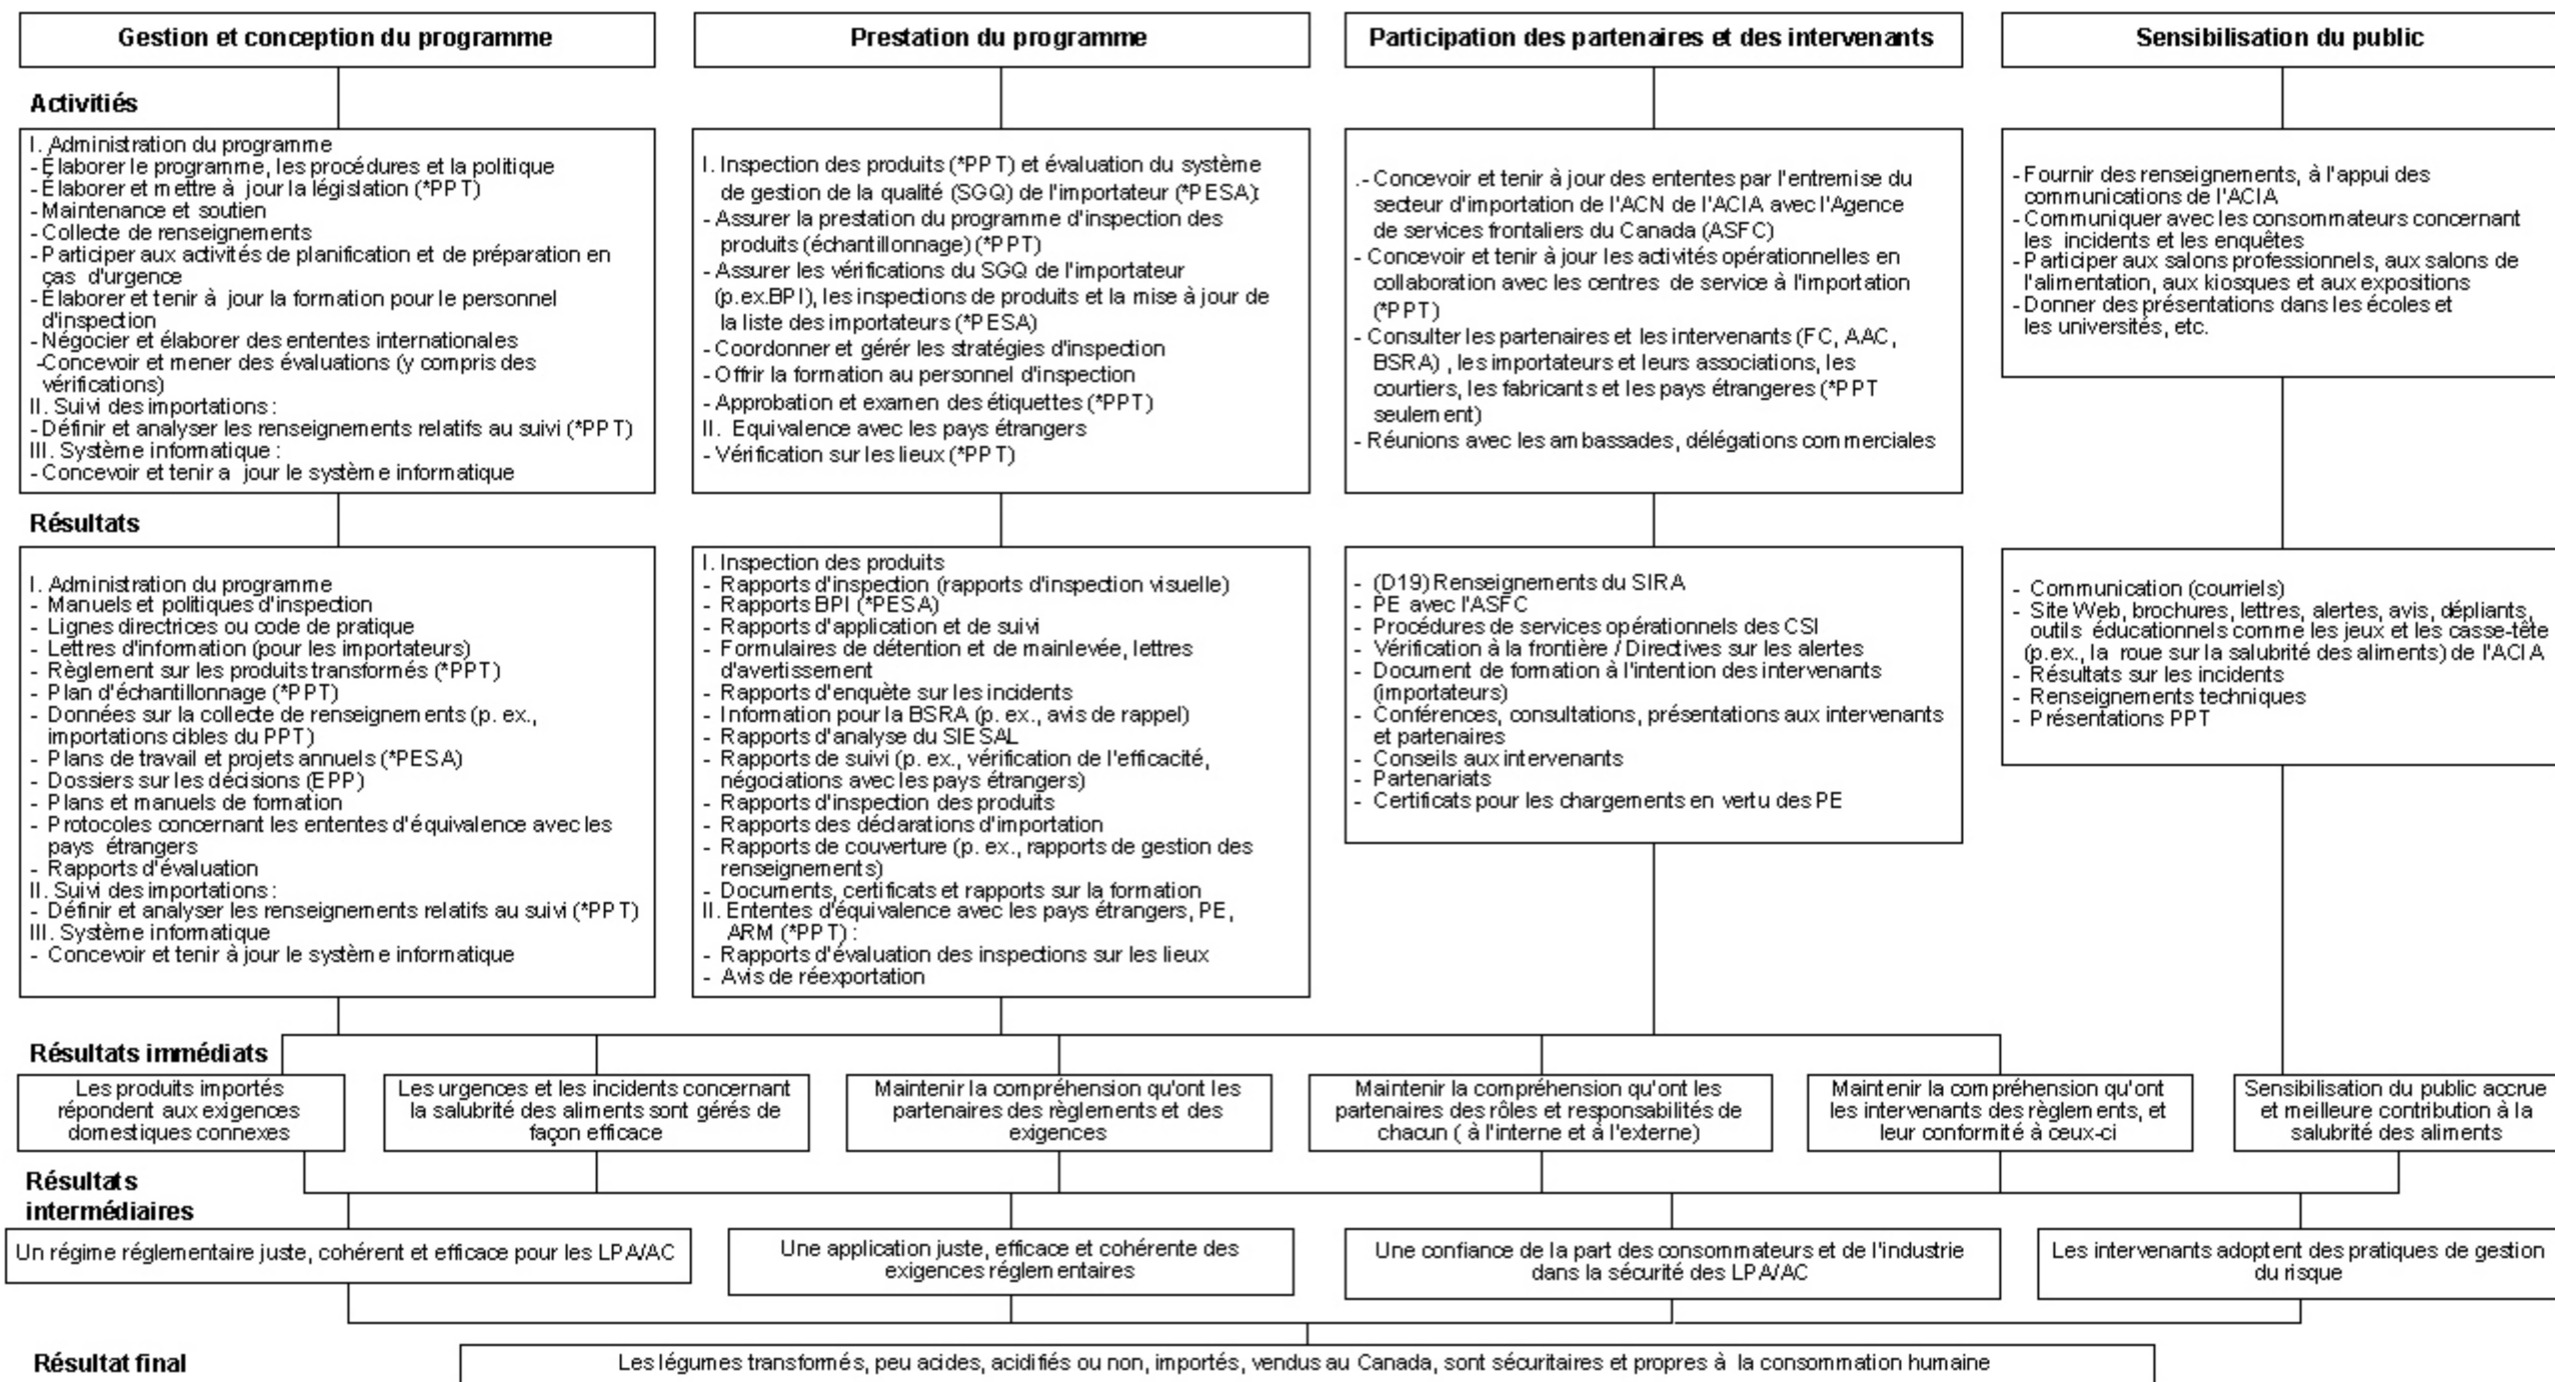 Gestion et conception du programme
Prestation du programme
Participation des partenaires et des intervenants
Sensibilisation du public
Activitiés
I. Administration du programme
- Élaborer le programme, les procédures et la politique
- Élaborer et mettre à jour la législation (*PPT)
- Maintenance et soutien
- Collecte de renseignements
- Participer aux activités de planification et de préparation en
ças d'urgence
- Élaborer et tenir à jour la formation pour le personnel
d'inspection
- Négocier et élaborer des ententes internationales
-Concevoir et mener des évaluations (y compris des
vérifications)
II. Suivi des importations:
- Définir et analyser les renseignements relatifs au suivi (*PPT)
III. Système informatique :
- Concevoir et tenir a jour le système informatique
I. Inspection des produits (*PPT) et évaluation du système
de gestion de la qualité (SGQ) de l'importateur (*PESA):
- Assurer la prestation du programme d'inspection des
produits (échantillonnage) (*PPT)
- Assurer les vérifications du SGQ de l'importateur
(p.ex.BPI), les inspections de produits et la mise à jour de
la liste des importateurs (*PESA)
- Coordonner et gérér les stratégies d'inspection
- Offrir la formation au personnel d'inspection
- Approbation et examen des étiquettes (*PPT)
II. Equivalence avec les pays étrangers
- Vérification sur les lieux (*PPT)
.- Concevoir et tenir à jour des ententes par l'entremise du
secteur d'importation de l'ACN de l'ACIA avec l'Agence
de services frontaliers du Canada (ASFC)
- Concevoir et tenir à jour les activités opérationnelles en
collaboration avec les centres de service à l'importation
(*PPT)
- Consulter les partenaires et les intervenants (FC, AAC,
BSRA) , les importateurs et leurs associations, les
courtiers, les fabricants et les pays étrangeres (*PPT
seulement)
- Réunions avec les ambassades, délégations commerciales
- Fournir des renseignements, à l'appui des
communications de l'ACIA
- Communiquer avec les consommateurs concernant
les incidents et les enquêtes
- Participer aux salons professionnels, aux salons de
l'alimentation, aux kiosques et aux expositions
- Donner des présentations dans les écoles et
les universités, etc.
Résultats
I. Administration du programme
- Manuels et politiques d'inspection
- Lignes directrices ou code de pratique
- Lettres d'information (pour les importateurs)
- Règlement sur les produits transformés (*PPT)
- Plan d'échantillonnage (*PPT)
- Données sur la collecte de renseignements (p. ex.,
importations cibles du PPT)
- Plans de travail et projets annuels (*PESA)
- Dossiers sur les décisions (EPP)
- Plans et manuels de formation
- Protocoles concernant les ententes d'équivalence avec les
pays étrangers
- Rapports d'évaluation
II. Suivi des importations:
- Définir et analyser les renseignements relatifs au suivi (*PPT)
III. Système informatique
- Concevoir et tenir à jour le système informatique
I. Inspection des produits
- Rapports d'inspection (rapports d'inspection visuelle)
- Rapports BPI (*PESA)
- Rapports d'application et de suivi
- Formulaires de détention et de mainlevée, lettres
d'avertissement
- Rapports d'enquète sur les incidents
- Information pour la BSRA (p. ex., avis de rappel)
- Rapports d'analyse du SIESAL
- Rapports de suivi (p. ex., vérification de l'efficacité,
négociations avec les pays étrangers)
- Rapports d'inspection des produits
- Rapports des déclarations d'importation
- Rapports de couverture (p. ex., rapports de gestion des
renseignements)
- Documents, certificats et rapports sur la formation
II. Ententes d'équivalence avec les pays étrangers, PE,
ARM (*PPT) :
- Rapports d'évaluation des inspections sur les lieux
- Avis de réexportation
- (D19) Renseignements du SIRA
- PE avec l'ASFC
- Procédures de services opérationnels des CSI
- Vérification à la frontière / Directives sur les alertes
- Document de formation à l'intention des intervenants
(importateurs)
- Conférences, consultations, présentations aux intervenants
et partenaires
- Conseils aux intervenants
- Partenariats
- Certificats pour les chargements en vertu des PE
- Communication (courriels)
- Site Web, brochures, lettres, alertes, avis, dépliants,
outils éducationnels comme les jeux et les casse-tête
(p.ex., la roue sur la salubrité des aliments) de l'ACIA
- Résultats sur les incidents
- Renseignements techniques
- Présentations PPT
Résultats immédiats
Les produits importés
répondent aux exigences
domestiques connexes
Les urgences et les incidents concernant
la salubrité des aliments sont gérés de
façon efficace
Maintenir la compréhension qu'ont les
partenaires des règlements et des
exigences
Maintenir la compréhension qu'ont les
partenaires des rôles et responsabilités de
chacun ( à l'interne et à l'externe)
Maintenir la compréhension qu'ont
les intervenants des règlements, et
leur conformité à ceux-ci
Sensibilisation du public accrue
et meilleure contribution à la
salubrité des aliments
Résultats
intermédiaires
Un régime réglementaire juste, cohérent et efficace pour les LPA/AC
Une application juste, efficace et cohérente des
exigences réglementaires
Une confiance de la part des consommateurs et de l'industrie
dans la sécurité des LPA/AC
Les intervenants adoptent des pratiques de gestion
du risque
Résultat final
Les légumes transformés, peu acides, acidifiés ou non, importés, vendus au Canada, sont sécuritaires et propres à la consommation humaine